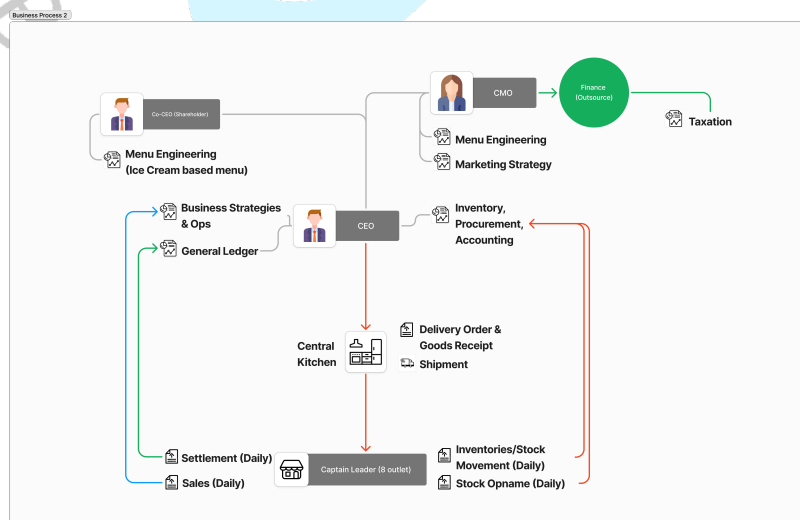 Business Process 2
CMO
Finance
(Outsource)
Co-CEO (Shareholder)
Taxation
Menu Engineering
Marketing Strategy
Menu Engineering
(Ice Cream based menu)
Business Strategies
& Ops
General Ledger
CEO
Inventory,
Procurement,
Accounting
Central
Kitchen
Delivery Order &
Goods Receipt
Shipment
Settlement (Daily)
Sales (Daily)
Captain Leader (8 outlet)
Inventories/Stock
Movement (Daily)
Stock Opname (Daily)